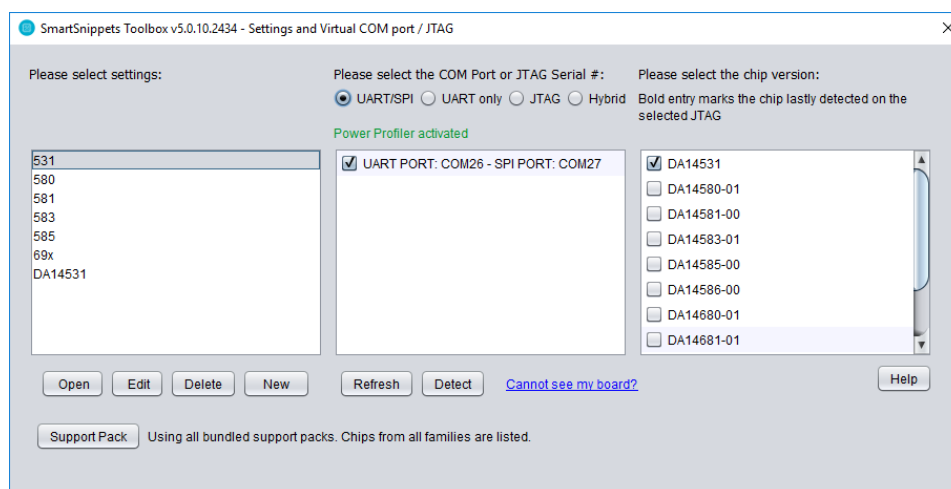 SmartSnippets Toolbox v5.0.10.2434 - Settings and Virtual COM port / JTAG
Please select settings:
531
580
581
583
585
69x
DA14531
Open Edit Delete New
Please select the COM Port or JTAG Serial #:
UART/SPI UART only JTAG Hybrid
Power Profiler activated
UART PORT: COM26 - SPI PORT: COM27
Refresh Detect Cannot see my board?
Please select the chip version:
Bold entry marks the chip lastly detected on the
selected JTAG
DA14531
DA14580-01
DA14581-00
DA14583-01
DA14585-00
DA14586-00
DA14680-01
DA14681-01
Help
Support Pack Using all bundled support packs. Chips from all families are listed.